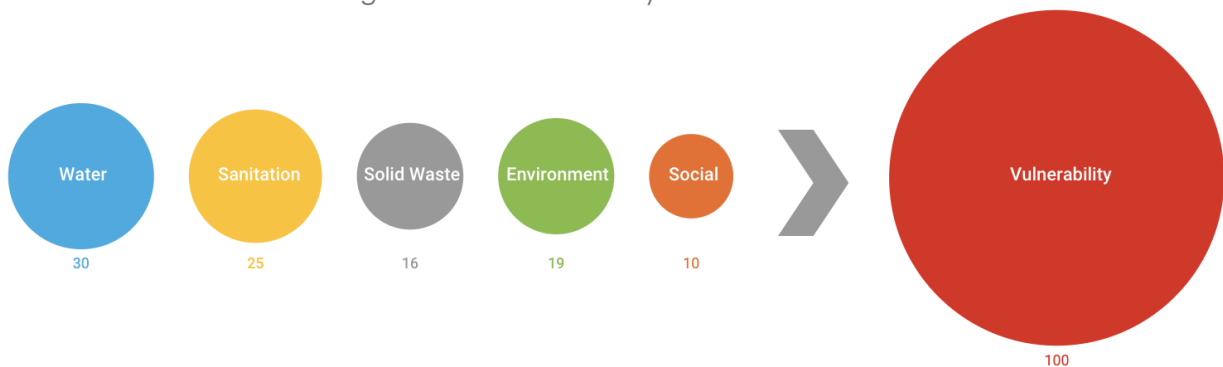 Water
Sanitation
Solid Waste
Environment
Social
Vulnerability
30
25
16
19
10
100